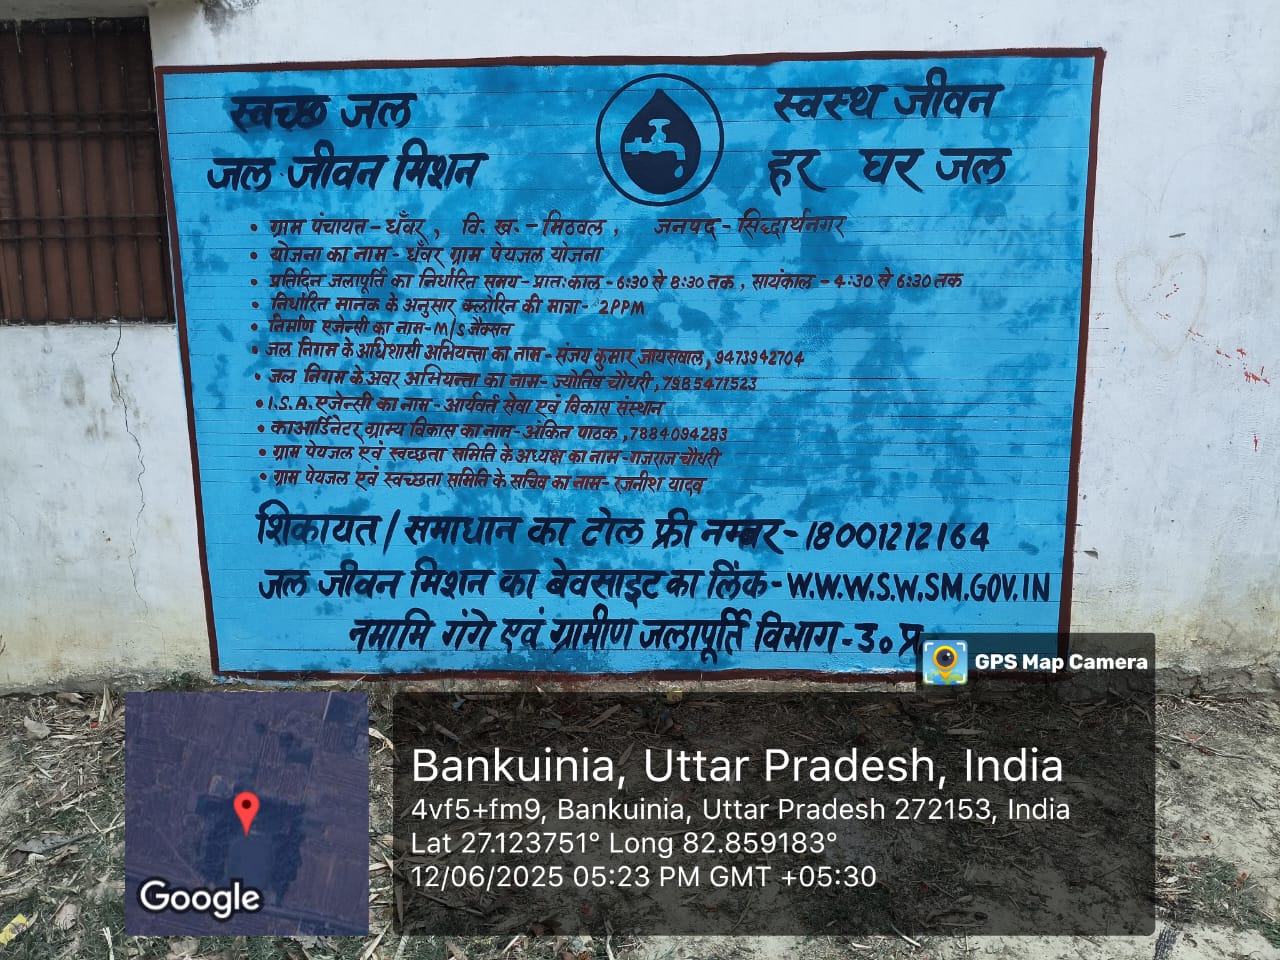 स्वच्छ जल स्वस्थ जीवन
जल जीवन मिशन हर घर जल
• ग्राम पंचायत - धँवर, वि. ख. - मिठवल, जनपद - सिद्धार्थनगर
• योजना का नाम - धँवर ग्राम पेयजल योजना
• प्रतिदिन जलापूर्ति का निर्धारित समय - प्रातःकाल - 6:30 से 8:30 तक, सायंकाल - 4:30 से 6:30 तक
• निर्धारित मानक के अनुसार क्लोरिन की मात्रा - 2PPM
• निर्माण एजेन्सी का नाम - M/S जैक्सन
• जल निगम के अधिशासी अभियन्ता का नाम - संजय कुमार जायसवाल, 9473942704
• जल निगम के अवर अभियन्ता का नाम - ज्योतिष चौधरी, 7985471523
• I.S.A. एजेन्सी का नाम - आर्यवर्त सेवा एवं विकास संस्थान
• काआर्डिनेटर ग्राम्य विकास का नाम - अंकित पाठक, 7884094283
• ग्राम पेयजल एवं स्वच्छता समिति के अध्यक्ष का नाम - गजराज चौधरी
• ग्राम पेयजल एवं स्वच्छता समिति के सचिव का नाम - रजनीश यादव
शिकायत / समाधान का टोल फ्री नम्बर - 18001212164
जल जीवन मिशन का बेवसाइट का लिंक - W.W.W.S.W.SM.GOV.IN
नमामि गंगे एवं ग्रामीण जलापूर्ति विभाग - उ० प्र.
GPS Map Camera
Bankuinia, Uttar Pradesh, India
4vf5+fm9, Bankuinia, Uttar Pradesh 272153, India
Lat 27.123751° Long 82.859183°
12/06/2025 05:23 PM GMT +05:30
Google